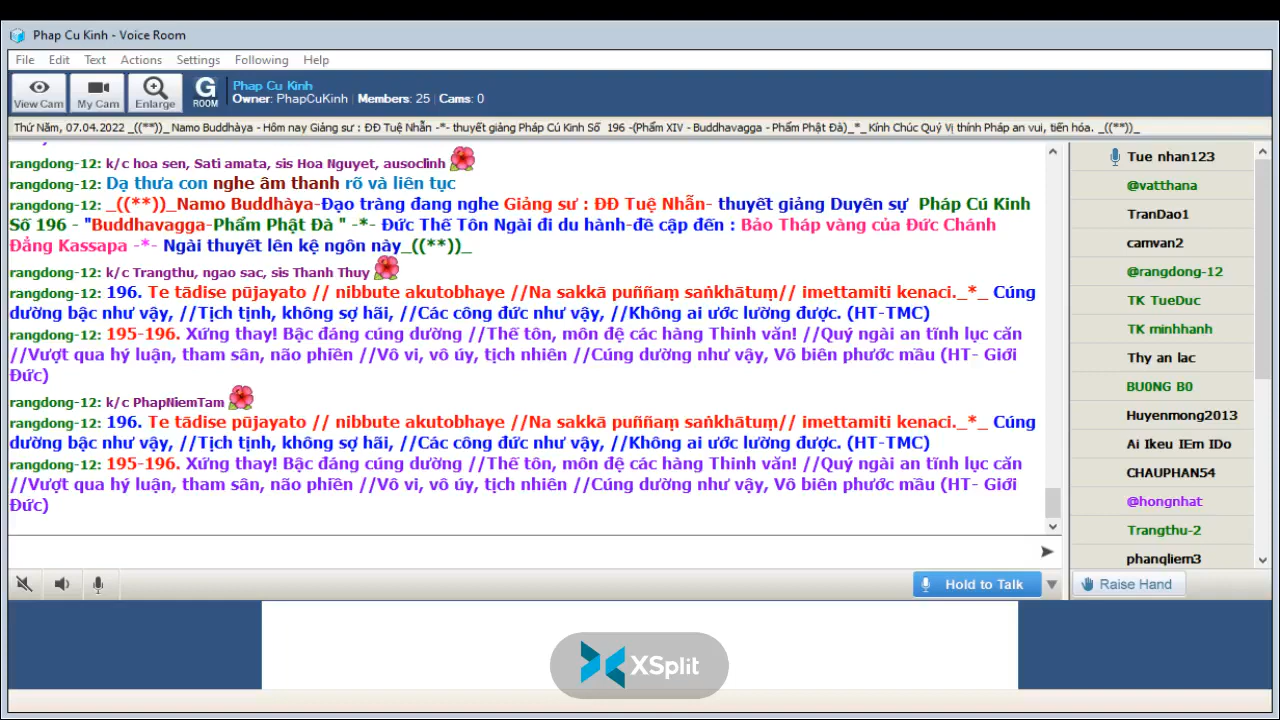 Phap Cu Kinh - Voice Room
File Edit Text Actions Settings Following Help
View Cam My Cam Enlarge G ROOM
Phap Cu Kinh
Owner: PhapCuKinh | Members: 25 | Cams: 0
Thứ Năm, 07.04.2022 _((**))_ Namo Buddhàya - Hôm nay Giảng sư : ĐĐ Tuệ Nhẫn -*- thuyết giảng Pháp Cú Kinh Số 196 -(Phẩm XIV - Buddhavagga - Phẩm Phật Đà)_*_ Kính Chúc Quý Vị thính Pháp an vui, tiến hóa. _((**))_
rangdong-12: k/c hoa sen, Sati amata, sis Hoa Nguyet, ausoclinh
rangdong-12: Dạ thưa con nghe âm thanh rõ và liên tục
rangdong-12: _((**))_Namo Buddhàya-Đạo tràng đang nghe Giảng sư : ĐĐ Tuệ Nhẫn- thuyết giảng Duyên sự Pháp Cú Kinh
Số 196 - "Buddhavagga-Phẩm Phật Đà " -*- Đức Thế Tôn Ngài đi du hành-đề cập đến : Bảo Tháp vàng của Đức Chánh
Đẳng Kassapa -*- Ngài thuyết lên kệ ngôn này_((**))_
rangdong-12: k/c Trangthu, ngao sac, sis Thanh Thuy
rangdong-12: 196. Te tādise pūjayato // nibbute akutobhaye //Na sakkā puññaṃ saṅkhātuṃ// imettamiti kenaci._*_ Cúng
dường bậc như vậy, //Tịch tịnh, không sợ hãi, //Các công đức như vậy, //Không ai ước lường được. (HT-TMC)
rangdong-12: 195-196. Xứng thay! Bậc đáng cúng dường //Thế tôn, môn đệ các hàng Thinh văn! //Quý ngài an tĩnh lục căn
//Vượt qua hý luận, tham sân, não phiền //Vô vi, vô úy, tịch nhiên //Cúng dường như vậy, Vô biên phước mầu (HT- Giới
Đức)
rangdong-12: k/c PhapNiemTam
rangdong-12: 196. Te tādise pūjayato // nibbute akutobhaye //Na sakkā puññaṃ saṅkhātuṃ// imettamiti kenaci._*_ Cúng
dường bậc như vậy, //Tịch tịnh, không sợ hãi, //Các công đức như vậy, //Không ai ước lường được. (HT-TMC)
rangdong-12: 195-196. Xứng thay! Bậc đáng cúng dường //Thế tôn, môn đệ các hàng Thinh văn! //Quý ngài an tĩnh lục căn
//Vượt qua hý luận, tham sân, não phiền //Vô vi, vô úy, tịch nhiên //Cúng dường như vậy, Vô biên phước mầu (HT- Giới
Đức)
Tue nhan123
@vatthana
TranDao1
camvan2
@rangdong-12
TK TueDuc
TK minhhanh
Thy an lac
BU0NG B0
Huyenmong2013
Ai Ikeu IEm IDo
CHAUPHAN54
@hongnhat
Trangthu-2
phanqliem3
Hold to Talk
Raise Hand
XSplit